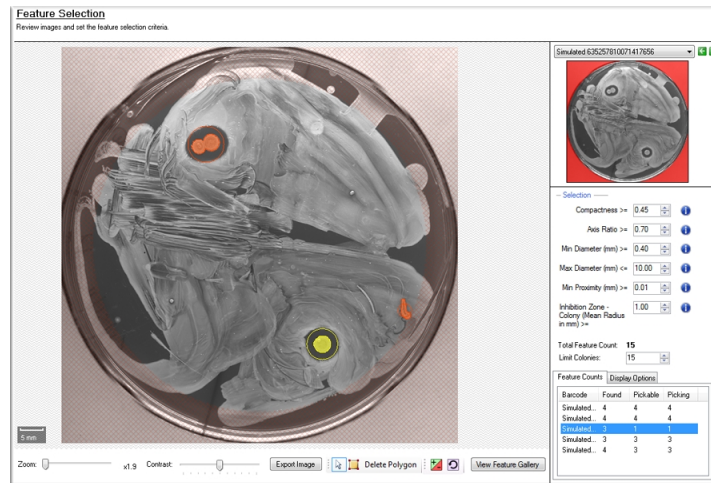 Feature Selection
Review images and set the feature selection criteria.
Simulated.635257810071417656
Selection
Compactness >= 0.45
Axis Ratio >= 0.70
Min Diameter (mm) >= 0.40
Max Diameter (mm) <= 10.00
Min Proximity (mm) >= 0.01
Inhibition Zone - 1.00
Colony (Mean Radius
in mm) >=
Total Feature Count: 15
Limit Colonies: 15
Feature Counts Display Options
Barcode Found Pickable Picking
Simulated... 4 4 4
Simulated... 4 4 4
Simulated... 3 1 1
Simulated... 3 3 3
Simulated... 4 3 3
5 mm
Zoom: x1.9 Contrast: Export Image Delete Polygon View Feature Gallery